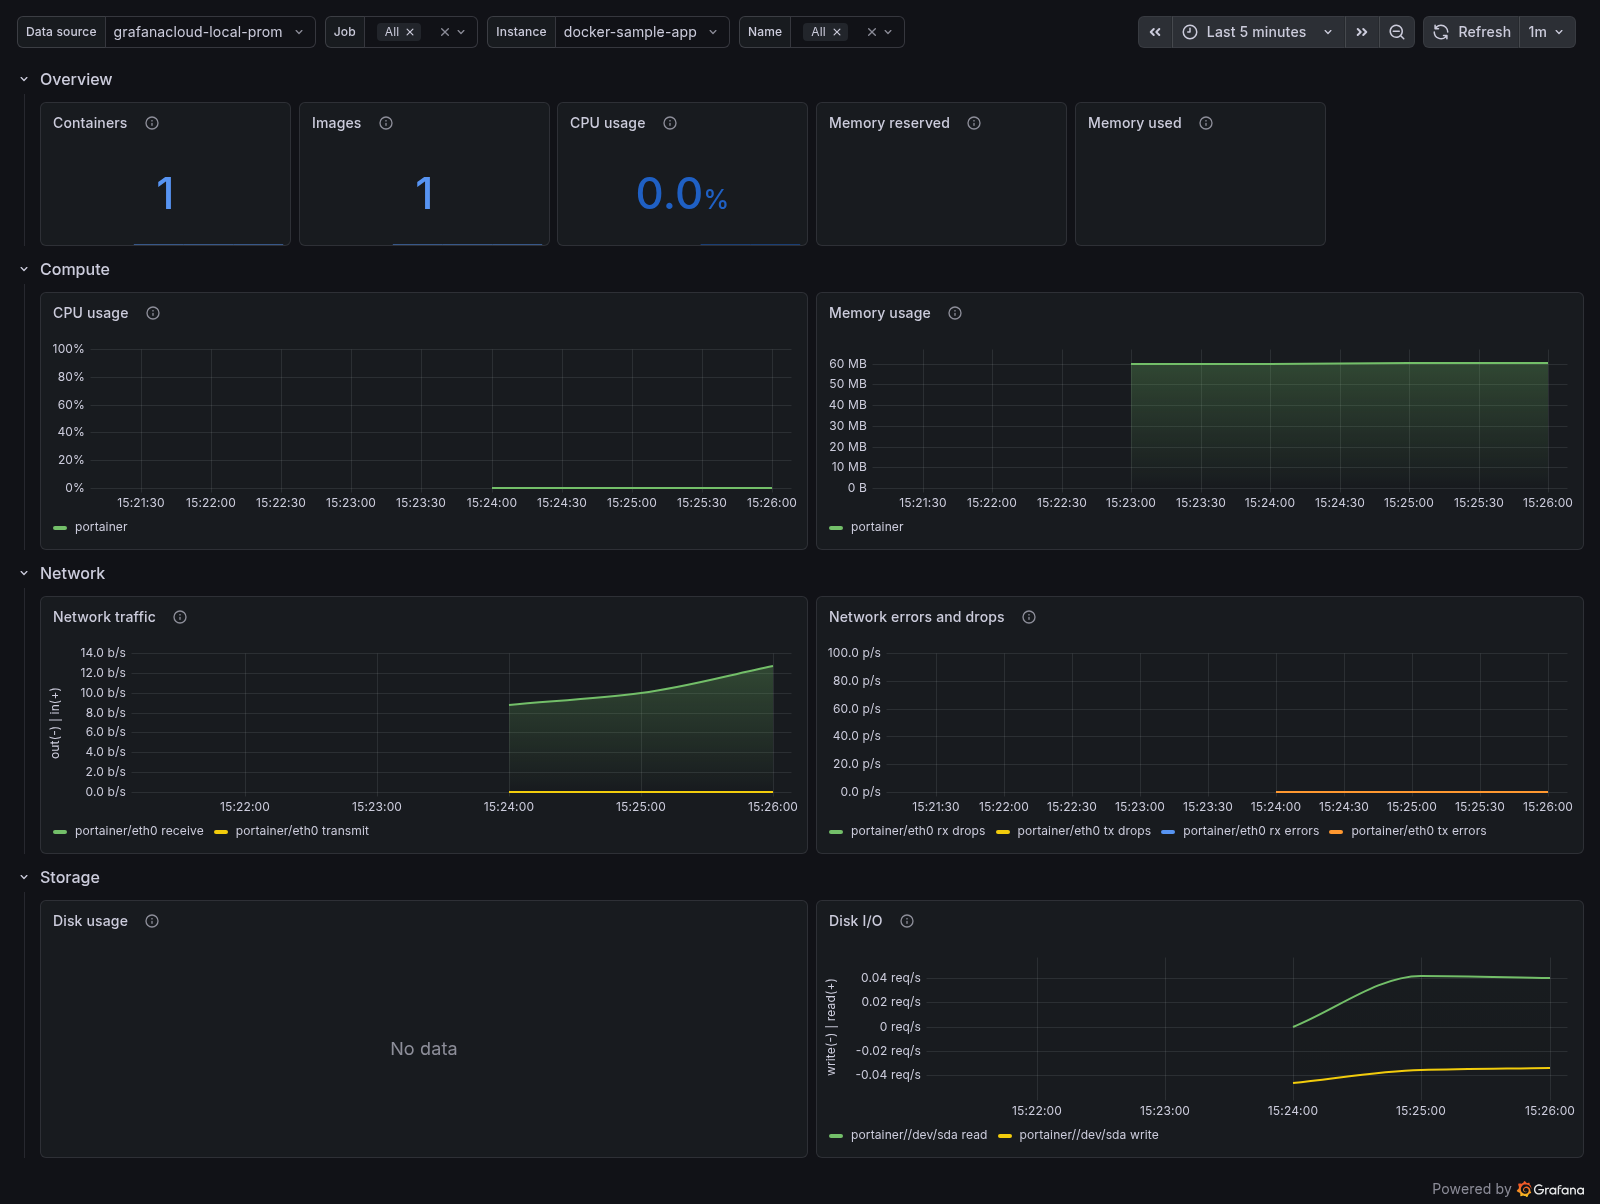 Data source grafanacloud-local-prom Job All Instance docker-sample-app Name All Last 5 minutes Refresh 1m
Overview
Containers Images CPU usage Memory reserved Memory used
1 1 0.0%
Compute
CPU usage
100%
80%
60%
40%
20%
0%
15:21:30 15:22:00 15:22:30 15:23:00 15:23:30 15:24:00 15:24:30 15:25:00 15:25:30 15:26:00
portainer
Memory usage
60 MB
50 MB
40 MB
30 MB
20 MB
10 MB
0 B
15:21:30 15:22:00 15:22:30 15:23:00 15:23:30 15:24:00 15:24:30 15:25:00 15:25:30 15:26:00
portainer
Network
Network traffic
out(-) | in(+)
14.0 b/s
12.0 b/s
10.0 b/s
8.0 b/s
6.0 b/s
4.0 b/s
2.0 b/s
0.0 b/s
15:22:00 15:23:00 15:24:00 15:25:00 15:26:00
portainer/eth0 receive portainer/eth0 transmit
Network errors and drops
100.0 p/s
80.0 p/s
60.0 p/s
40.0 p/s
20.0 p/s
0.0 p/s
15:21:30 15:22:00 15:22:30 15:23:00 15:23:30 15:24:00 15:24:30 15:25:00 15:25:30 15:26:00
portainer/eth0 rx drops portainer/eth0 tx drops portainer/eth0 rx errors portainer/eth0 tx errors
Storage
Disk usage
No data
Disk I/O
write(-) | read(+)
0.04 req/s
0.02 req/s
0 req/s
-0.02 req/s
-0.04 req/s
15:22:00 15:23:00 15:24:00 15:25:00 15:26:00
portainer//dev/sda read portainer//dev/sda write
Powered by Grafana